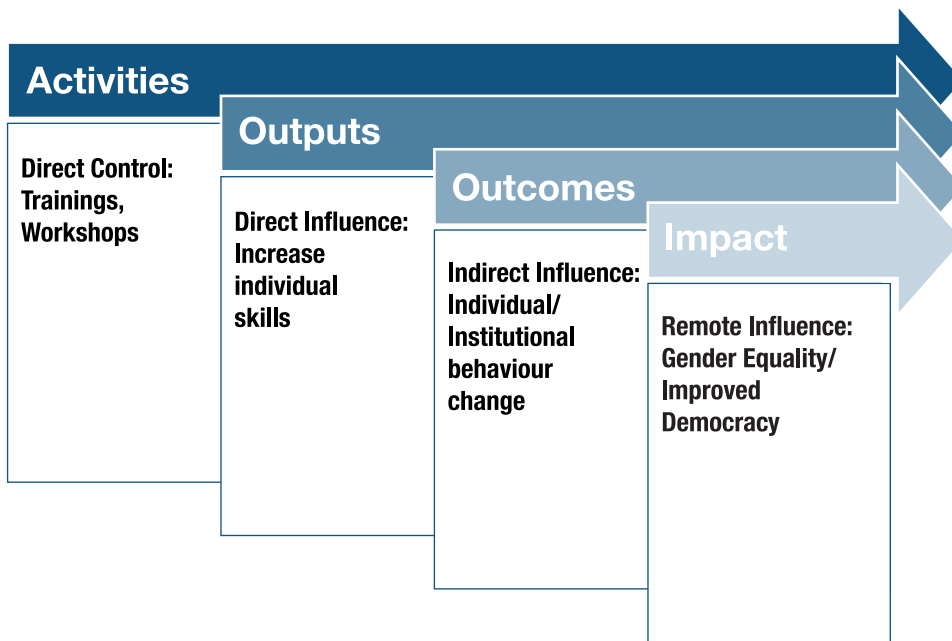 Activities
Direct Control:
Trainings,
Workshops
Outputs
Direct Influence:
Increase
individual
skills
Outcomes
Indirect Influence:
Individual/
Institutional
behaviour
change
Impact
Remote Influence:
Gender Equality/
Improved
Democracy